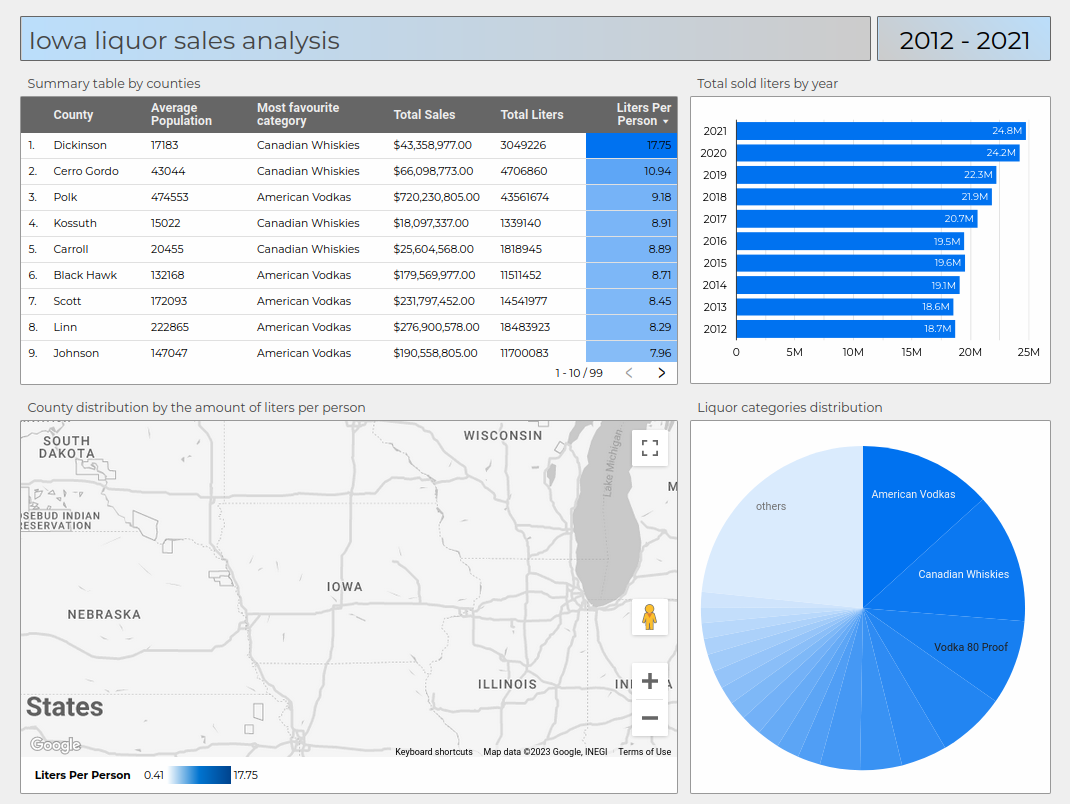 Iowa liquor sales analysis
2012 - 2021
Summary table by counties
County Average Population Most favourite category Total Sales Total Liters Liters Per Person
1. Dickinson 17183 Canadian Whiskies $43,358,977.00 3049226 17.75
2. Cerro Gordo 43044 Canadian Whiskies $66,098,773.00 4706860 10.94
3. Polk 474553 American Vodkas $720,230,805.00 43561674 9.18
4. Kossuth 15022 Canadian Whiskies $18,097,337.00 1339140 8.91
5. Carroll 20455 Canadian Whiskies $25,604,568.00 1818945 8.89
6. Black Hawk 132168 American Vodkas $179,569,977.00 11511452 8.71
7. Scott 172093 American Vodkas $231,797,452.00 14541977 8.45
8. Linn 222865 American Vodkas $276,900,578.00 18483923 8.29
9. Johnson 147047 American Vodkas $190,558,805.00 11700083 7.96
1 - 10 / 99
Total sold liters by year
2021 24.8M
2020 24.2M
2019 22.3M
2018 21.9M
2017 20.7M
2016 19.5M
2015 19.6M
2014 19.1M
2013 18.6M
2012 18.7M
0 5M 10M 15M 20M 25M
County distribution by the amount of liters per person
SOUTH
DAKOTA
WISCONSIN
Lake Michigan
M
OSEBUD INDIAN
RESERVATION
IOWA
NEBRASKA
ILLINOIS
IN
A
States
Google
Keyboard shortcuts Map data ©2023 Google, INEGI Terms of Use
Liters Per Person 0.41 17.75
Liquor categories distribution
others
American Vodkas
Canadian Whiskies
Vodka 80 Proof